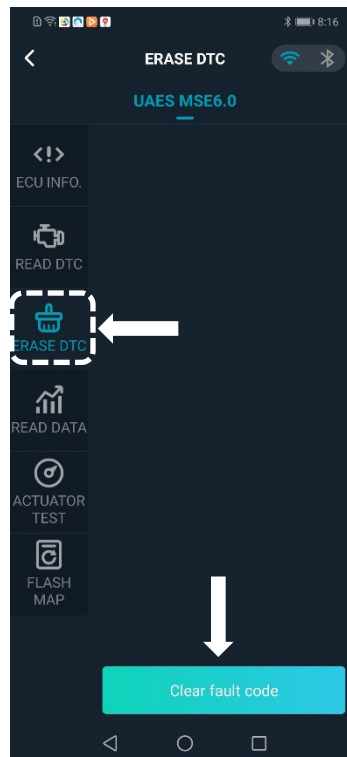 8:16
ERASE DTC
UAES MSE6.0
<!>
ECU INFO.
READ DTC
ERASE DTC
READ DATA
ACTUATOR
TEST
FLASH
MAP
Clear fault code